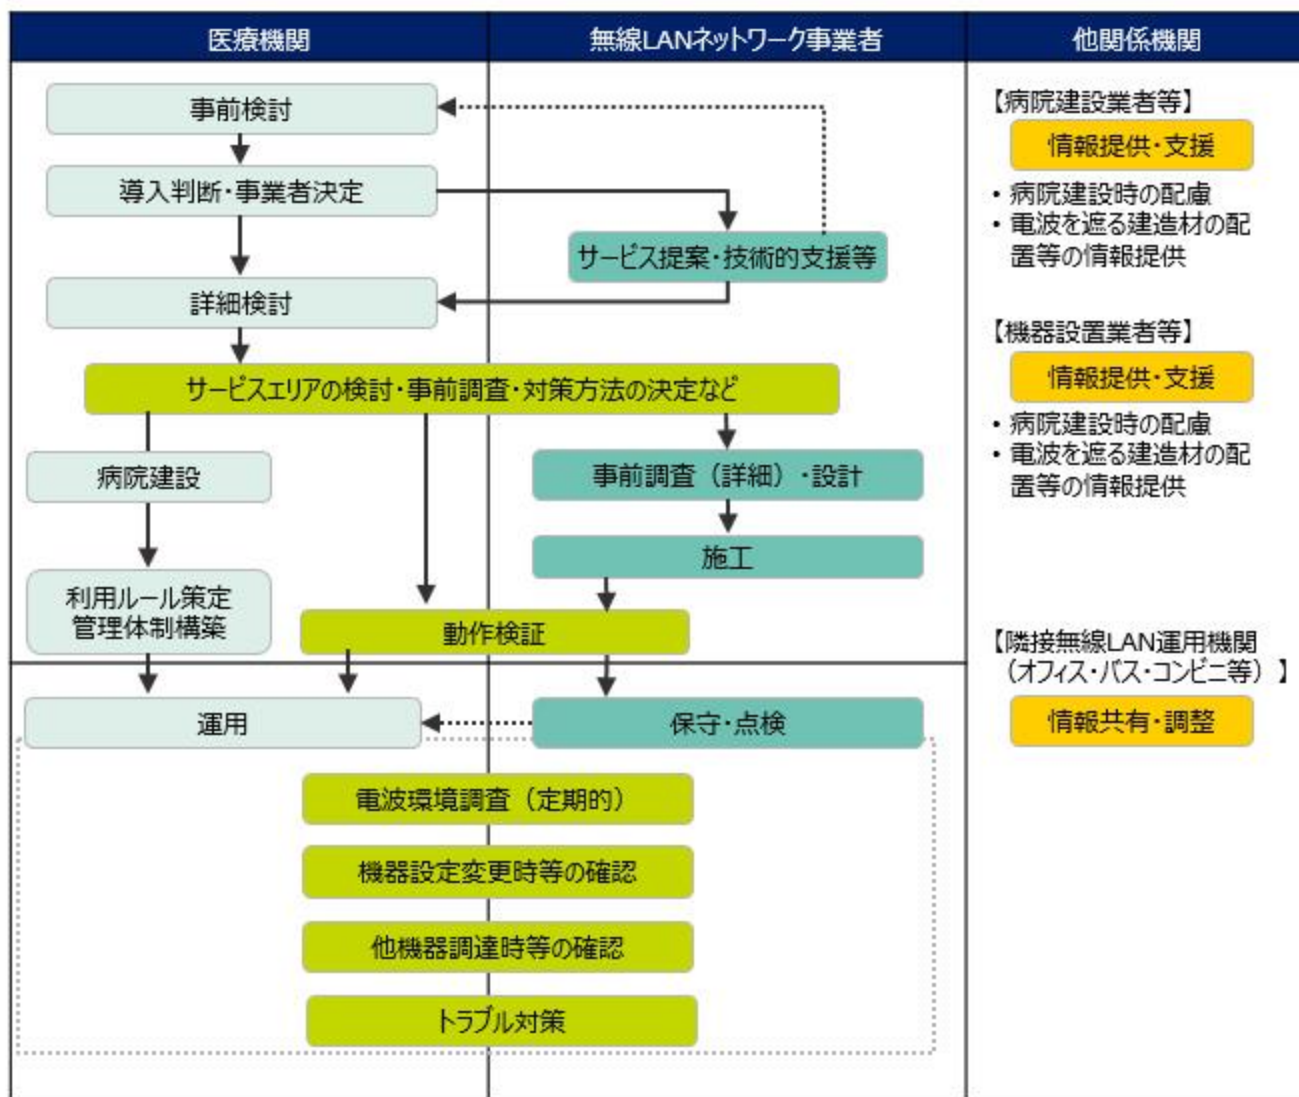 医療機関
無線LANネットワーク事業者
他関係機関
事前検討
導入判断・事業者決定
サービス提案・技術的支援等
詳細検討
サービスエリアの検討・事前調査・対策方法の決定など
病院建設
事前調査（詳細）・設計
施工
利用ルール策定
管理体制構築
動作検証
運用
保守・点検
電波環境調査（定期的）
機器設定変更時等の確認
他機器調達時等の確認
トラブル対策
【病院建設業者等】
情報提供・支援
・ 病院建設時の配慮
・ 電波を遮る建造材の配
置等の情報提供
【機器設置業者等】
情報提供・支援
・ 病院建設時の配慮
・ 電波を遮る建造材の配
置等の情報提供
【隣接無線LAN運用機関
（オフィス・バス・コンビニ等）】
情報共有・調整